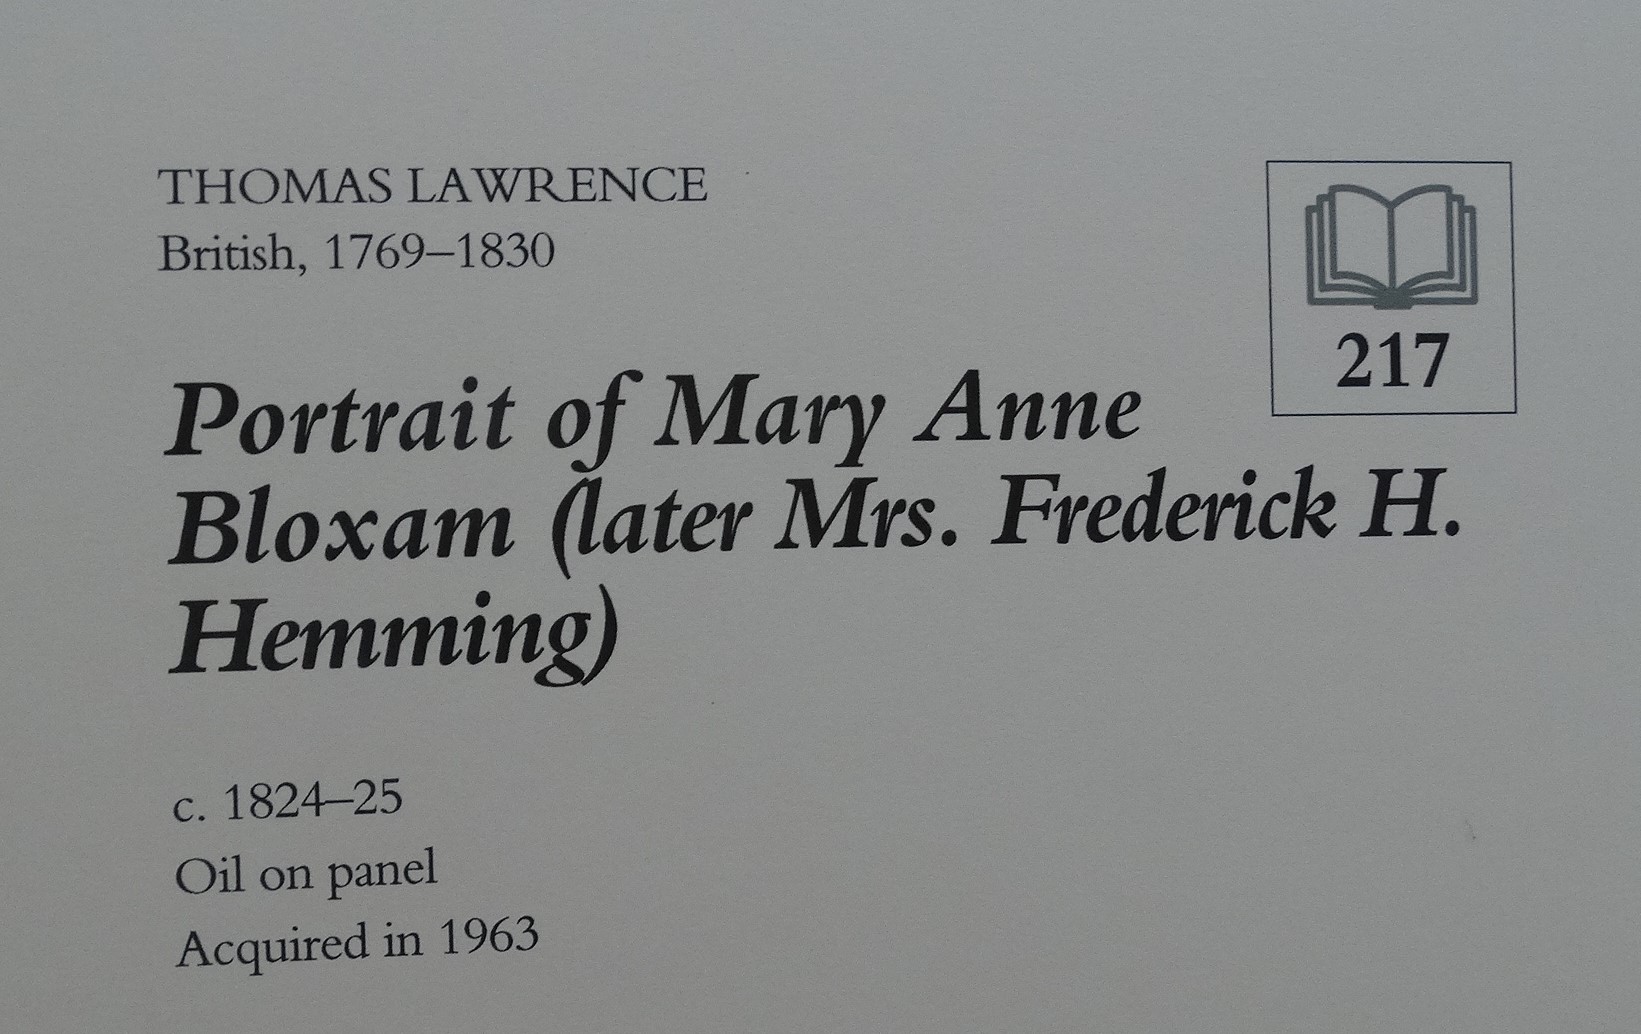 THOMAS LAWRENCE
British, 1769–1830
217
Portrait of Mary Anne
Bloxam (later Mrs. Frederick H.
Hemming)
c. 1824–25
Oil on panel
Acquired in 1963